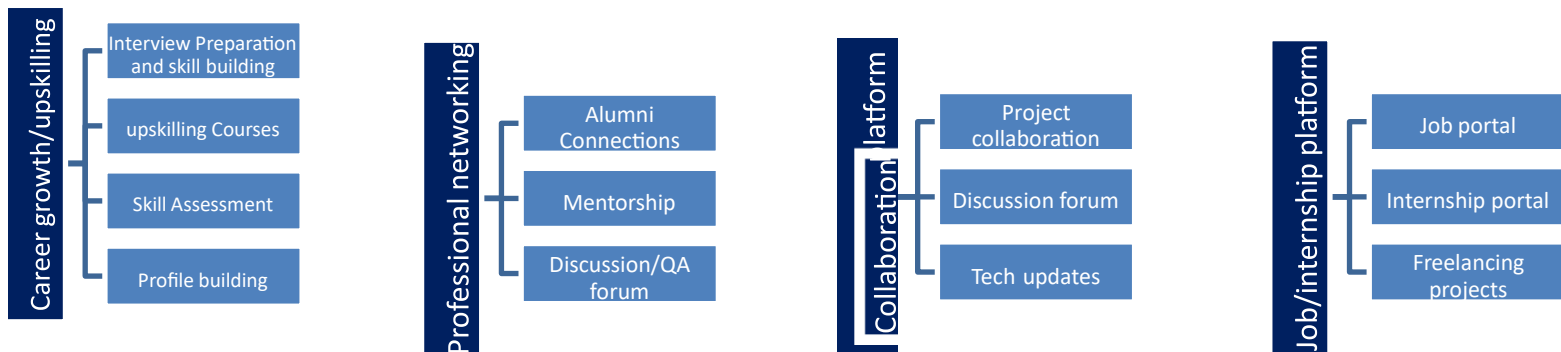 Career growth/upskilling
Interview Preparation
and skill building
upskilling Courses
Skill Assessment
Profile building
Professional networking
Alumni
Connections
Mentorship
Discussion/QA
forum
Collaboration
platform
Project
collaboration
Discussion forum
Tech updates
Job/internship platform
Job portal
Internship portal
Freelancing
projects